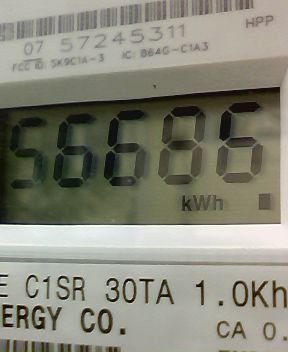 HPP
07 57245311
FCC ID: SK9C1A-3 IC: 864G-C1A3
56686
kWh
E C1SR 30TA 1.0Kh
ERGY CO.
CA 0.